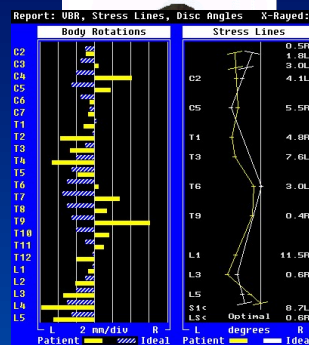 Report: VBR, Stress Lines, Disc Angles X-Rayed:
Body Rotations
Stress Lines
C2
C3
C4
C5
C6
C7
T1
T2
T3
T4
T5
T6
T7
T8
T9
T10
T11
T12
L1
L2
L3
L4
L5
L 2 mm/div R
Patient Ideal
0.5R
1.8L
3.0L
C2 4.1L
C5 5.5R
T1 4.8R
T3 7.6L
T6 3.0L
T9 0.4R
L1 11.5R
L3 0.6R
L5
S1< 8.7L
LS< Optimal 0.6R
L degrees R
Patient Ideal